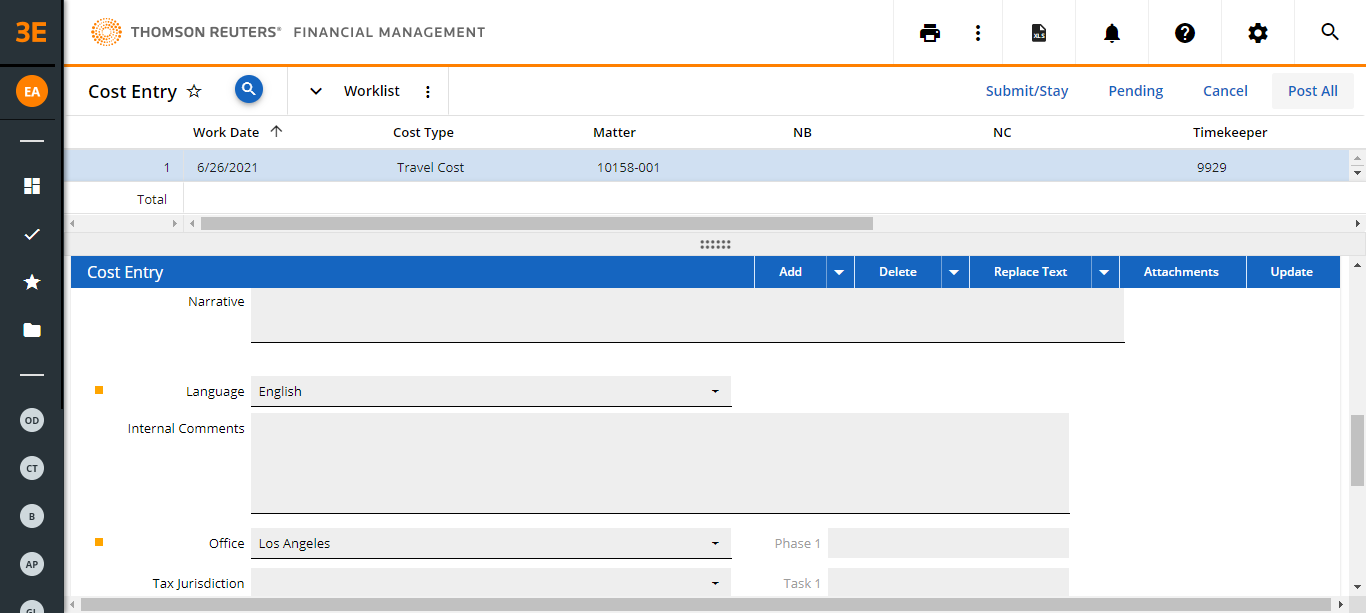 3E THOMSON REUTERS® FINANCIAL MANAGEMENT XLS
EA Cost Entry Worklist Submit/Stay Pending Cancel Post All
Work Date Cost Type Matter NB NC Timekeeper
1 6/26/2021 Travel Cost 10158-001 9929
Total
Cost Entry Add Delete Replace Text Attachments Update
Narrative
Language English
OD Internal Comments
CT
B
Office Los Angeles Phase 1
AP
Tax Jurisdiction Task 1
GL